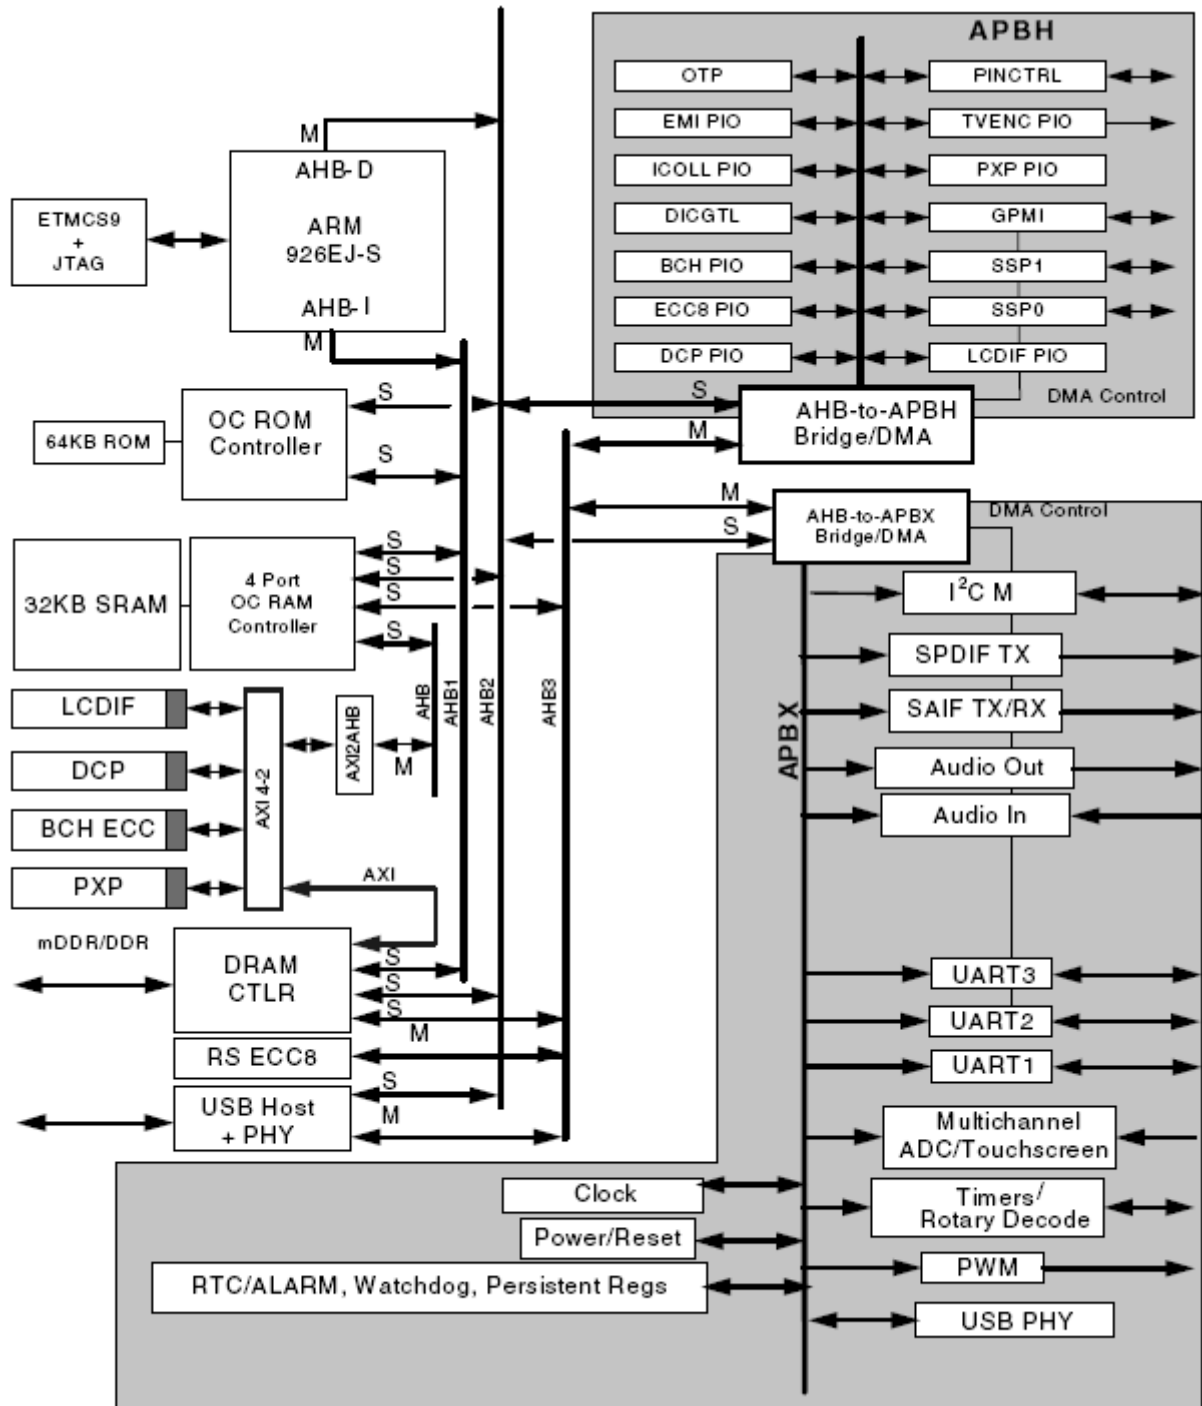 APBH
OTP
PINCTRL
EMI PIO
TVENC PIO
ICOLL PIO
PXP PIO
DICGTL
GPMI
BCH PIO
SSP1
ECC8 PIO
SSP0
DCP PIO
LCDIF PIO
DMA Control
S
AHB-to-APBH
Bridge/DMA
M
M
AHB-D
ARM
926EJ-S
AHB-I
M
ETMCS9
+
JTAG
S
OC ROM
Controller
S
64KB ROM
M
S
AHB-to-APBX
Bridge/DMA
DMA Control
32KB SRAM
4 Port
OC RAM
Controller
S
S
S
S
AHB
AHB1
AHB2
AHB3
LCDIF
DCP
BCH ECC
PXP
AXI 4-2
AXI2AHB
M
AXI
mDDR/DDR
DRAM
CTLR
S
S
S
M
RS ECC8
USB Host
+ PHY
S
M
APBX
I²C M
SPDIF TX
SAIF TX/RX
Audio Out
Audio In
UART3
UART2
UART1
Multichannel
ADC/Touchscreen
Clock
Timers/
Rotary Decode
Power/Reset
PWM
RTC/ALARM, Watchdog, Persistent Regs
USB PHY